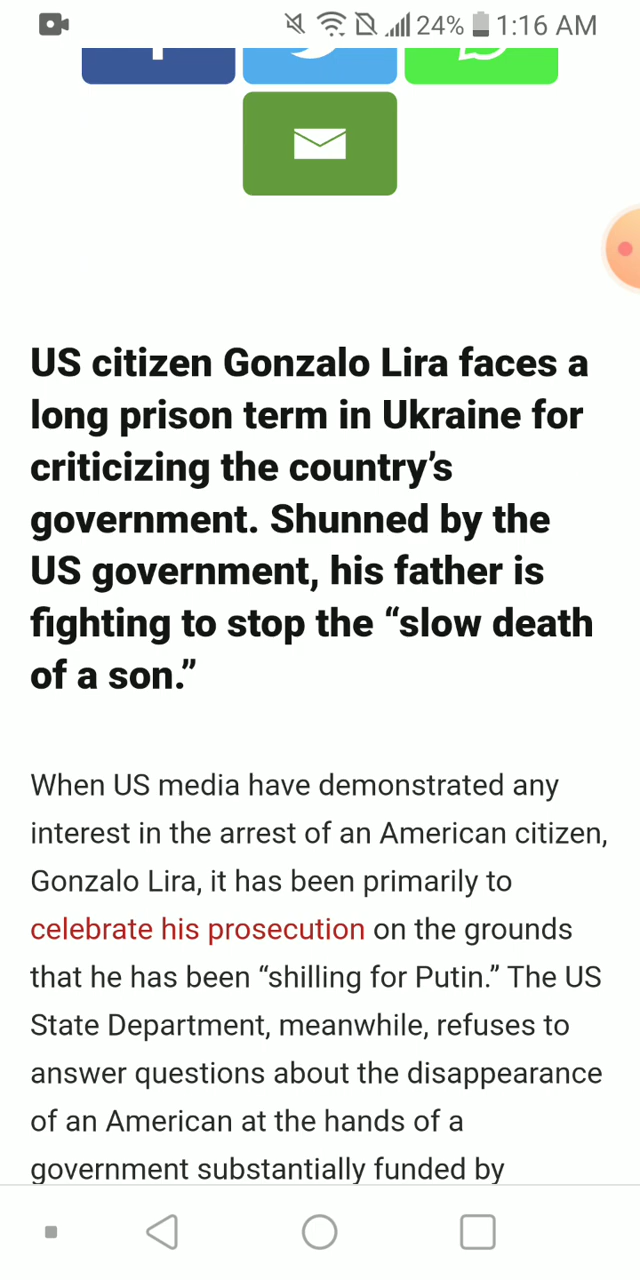 24% 1:16 AM
US citizen Gonzalo Lira faces a
long prison term in Ukraine for
criticizing the country’s
government. Shunned by the
US government, his father is
fighting to stop the “slow death
of a son.”
When US media have demonstrated any
interest in the arrest of an American citizen,
Gonzalo Lira, it has been primarily to
celebrate his prosecution on the grounds
that he has been “shilling for Putin.” The US
State Department, meanwhile, refuses to
answer questions about the disappearance
of an American at the hands of a
government substantially funded by